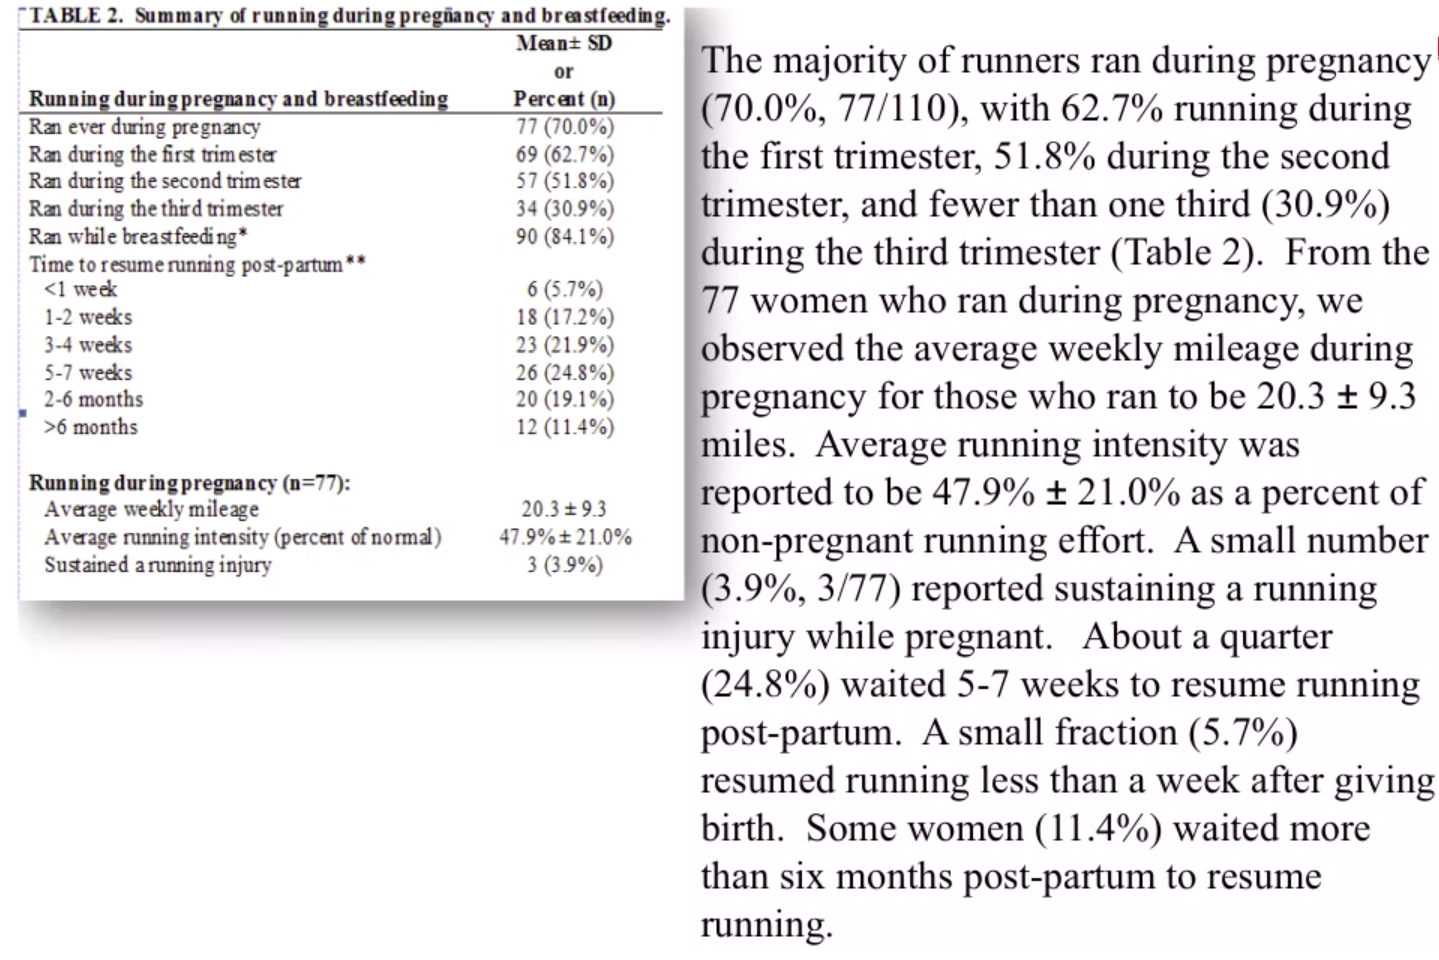 TABLE 2. Summary of running during pregnancy and breastfeeding.
Mean± SD
or
Running during pregnancy and breastfeeding Percent (n)
Ran ever during pregnancy 77 (70.0%)
Ran during the first trimester 69 (62.7%)
Ran during the second trimester 57 (51.8%)
Ran during the third trimester 34 (30.9%)
Ran while breastfeeding* 90 (84.1%)
Time to resume running post-partum**
<1 week 6 (5.7%)
1-2 weeks 18 (17.2%)
3-4 weeks 23 (21.9%)
5-7 weeks 26 (24.8%)
2-6 months 20 (19.1%)
>6 months 12 (11.4%)
Running during pregnancy (n=77):
Average weekly mileage 20.3 ± 9.3
Average running intensity (percent of normal) 47.9% ± 21.0%
Sustained a running injury 3 (3.9%)
The majority of runners ran during pregnancy
(70.0%, 77/110), with 62.7% running during
the first trimester, 51.8% during the second
trimester, and fewer than one third (30.9%)
during the third trimester (Table 2). From the
77 women who ran during pregnancy, we
observed the average weekly mileage during
pregnancy for those who ran to be 20.3 ± 9.3
miles. Average running intensity was
reported to be 47.9% ± 21.0% as a percent of
non-pregnant running effort. A small number
(3.9%, 3/77) reported sustaining a running
injury while pregnant. About a quarter
(24.8%) waited 5-7 weeks to resume running
post-partum. A small fraction (5.7%)
resumed running less than a week after giving
birth. Some women (11.4%) waited more
than six months post-partum to resume
running.